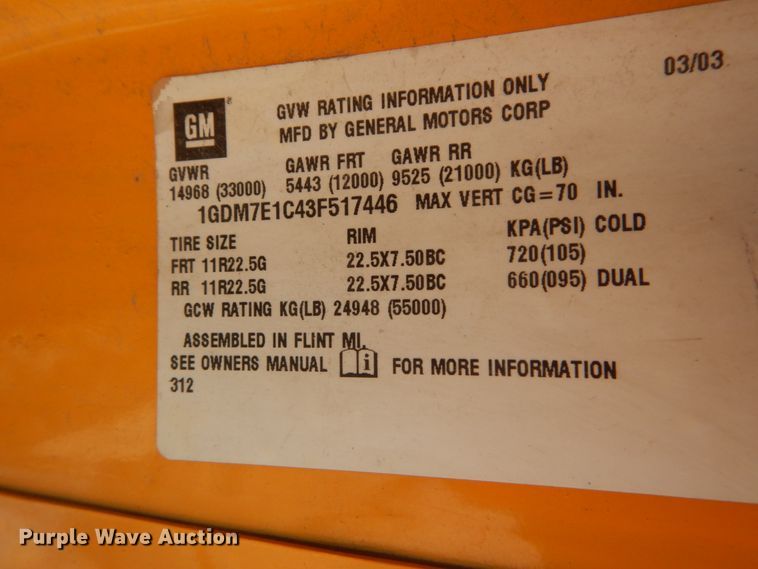 03/03
GM
GVW RATING INFORMATION ONLY
MFD BY GENERAL MOTORS CORP
GVWR GAWR FRT GAWR RR
14968 (33000) 5443 (12000) 9525 (21000) KG(LB)
1GDM7E1C43F517446 MAX VERT CG=70 IN.
TIRE SIZE RIM KPA(PSI) COLD
FRT 11R22.5G 22.5X7.50BC 720(105)
RR 11R22.5G 22.5X7.50BC 660(095) DUAL
GCW RATING KG(LB) 24948 (55000)
ASSEMBLED IN FLINT MI.
SEE OWNERS MANUAL i FOR MORE INFORMATION
312
Purple Wave Auction®